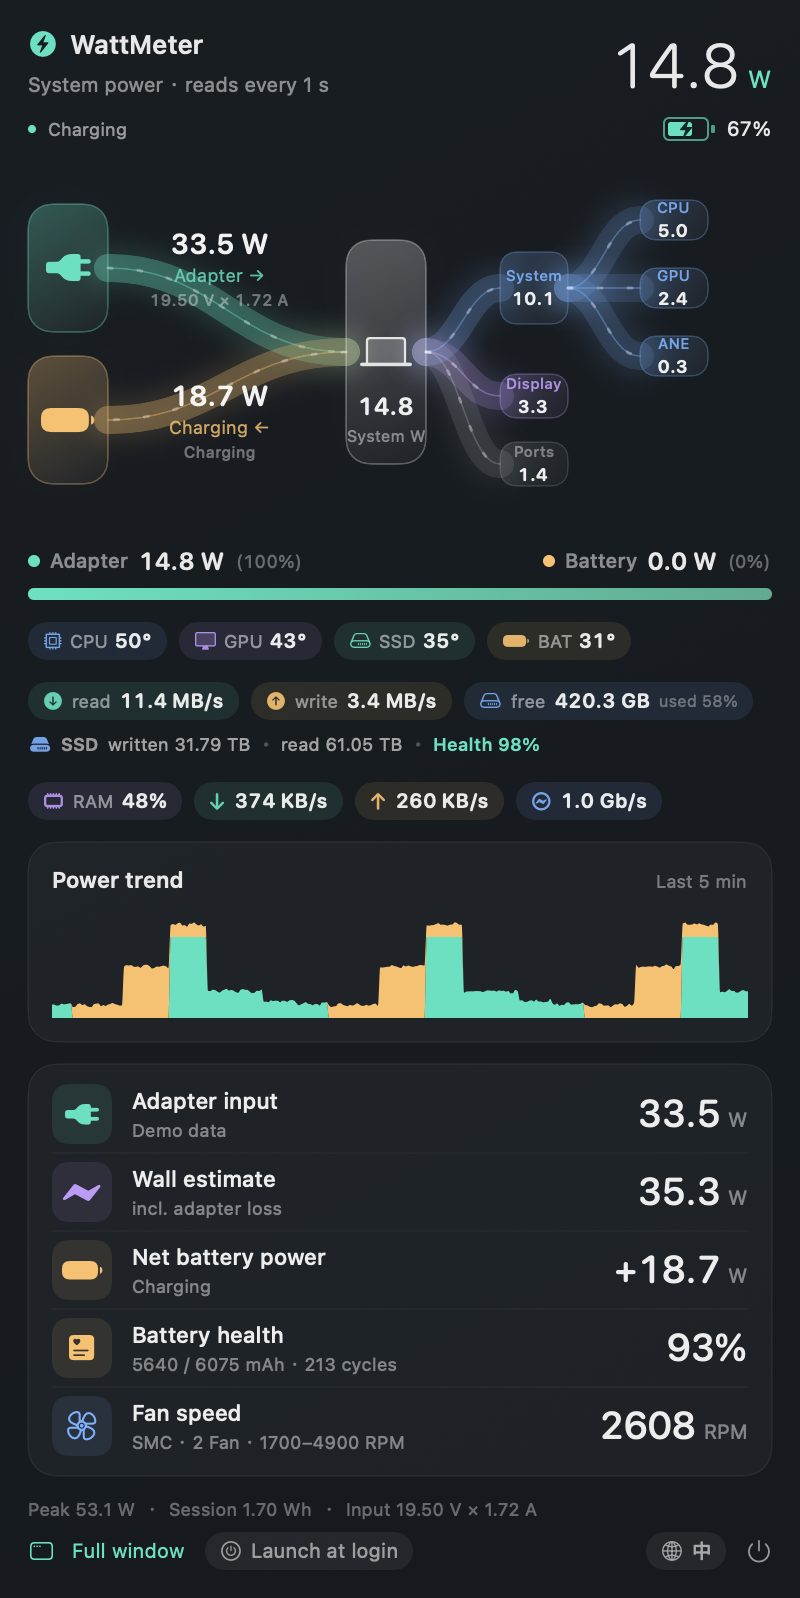 WattMeter
14.8 W
System power · reads every 1 s
Charging
67%
33.5 W
Adapter →
19.50 V × 1.72 A
18.7 W
Charging ←
Charging
14.8
System W
System
10.1
Display
3.3
Ports
1.4
CPU
5.0
GPU
2.4
ANE
0.3
Adapter 14.8 W (100%)
Battery 0.0 W (0%)
CPU 50° GPU 43° SSD 35° BAT 31°
read 11.4 MB/s write 3.4 MB/s free 420.3 GB used 58%
SSD written 31.79 TB · read 61.05 TB · Health 98%
RAM 48% ↓ 374 KB/s ↑ 260 KB/s 1.0 Gb/s
Power trend
Last 5 min
Adapter input
Demo data
33.5 W
Wall estimate
incl. adapter loss
35.3 W
Net battery power
Charging
+18.7 W
Battery health
5640 / 6075 mAh · 213 cycles
93%
Fan speed
SMC · 2 Fan · 1700–4900 RPM
2608 RPM
Peak 53.1 W · Session 1.70 Wh · Input 19.50 V × 1.72 A
Full window Launch at login 中